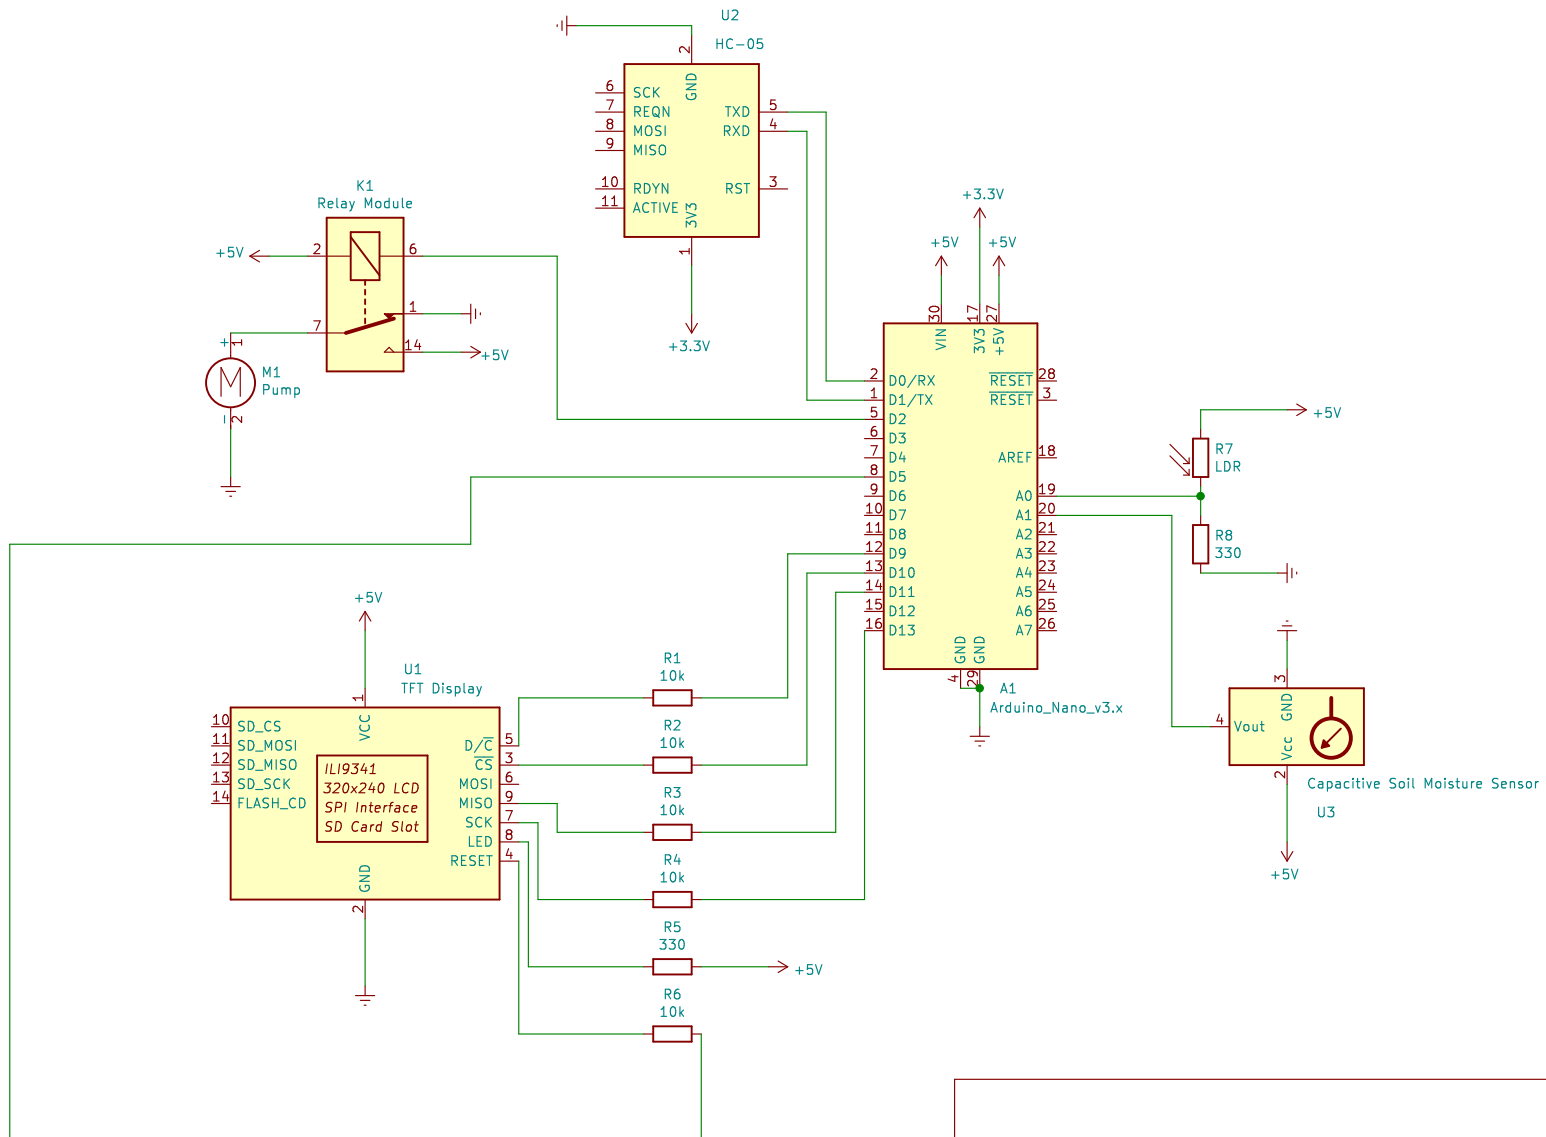 U2
HC-05
2
GND
6 SCK
7 REQN
8 MOSI
9 MISO
10 RDYN
11 ACTIVE
TXD 5
RXD 4
RST 3
3V3
1
+3.3V
K1
Relay Module
+5V
2
6
1
7
14
+5V
+
1
M1
Pump
-
2
+3.3V
+5V
+5V
30
17
27
VIN
3V3
+5V
2 D0/RX
1 D1/TX
5 D2
6 D3
7 D4
8 D5
9 D6
10 D7
11 D8
12 D9
13 D10
14 D11
15 D12
16 D13
RESET 28
RESET 3
AREF 18
A0 19
A1 20
A2 21
A3 22
A4 23
A5 24
A6 25
A7 26
GND
GND
4
29
A1
Arduino_Nano_v3.x
+5V
R7
LDR
R8
330
3
GND
4 Vout
Vcc
2
Capacitive Soil Moisture Sensor
U3
+5V
+5V
U1
TFT Display
1
VCC
10 SD_CS
11 SD_MOSI
12 SD_MISO
13 SD_SCK
14 FLASH_CD
ILI9341
320x240 LCD
SPI Interface
SD Card Slot
D/C 5
CS 3
MOSI 6
MISO 9
SCK 7
LED 8
RESET 4
GND
2
R1
10k
R2
10k
R3
10k
R4
10k
R5
330
+5V
R6
10k